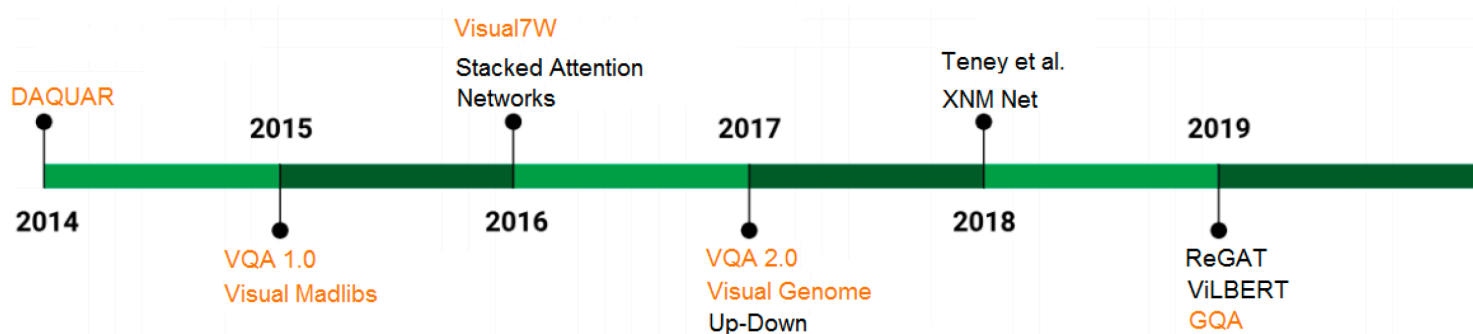 Visual7W
Stacked Attention
Networks
Teney et al.
XNM Net
DAQUAR
2015
2017
2019
2014
2016
2018
VQA 1.0
Visual Madlibs
VQA 2.0
Visual Genome
Up-Down
ReGAT
ViLBERT
GQA